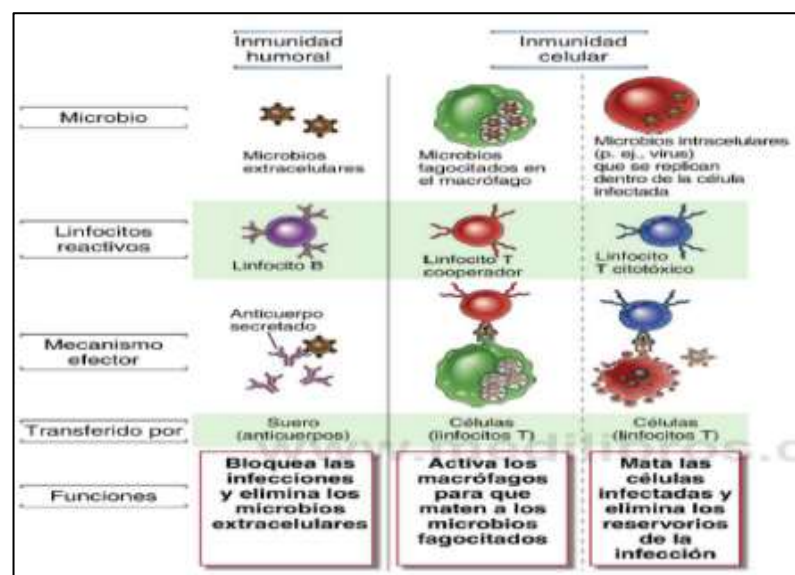 Inmunidad
humoral
Inmunidad
celular
Microbio
Microbios
extracelulares
Microbios
fagocitados en
el macrófago
Microbios intracelulares
(p. ej., virus)
que se replican
dentro de la célula
infectada
Linfocitos
reactivos
Linfocito B
Linfocito T
cooperador
Linfocito
T citotóxico
Mecanismo
efector
Anticuerpo
secretado
Transferido por
Suero
(anticuerpos)
Células
(linfocitos T)
Células
(linfocitos T)
Funciones
Bloquea las
infecciones
y elimina los
microbios
extracelulares
Activa los
macrófagos
para que
maten a los
microbios
fagocitados
Mata las
células
infectadas y
elimina los
reservorios
de la
infección